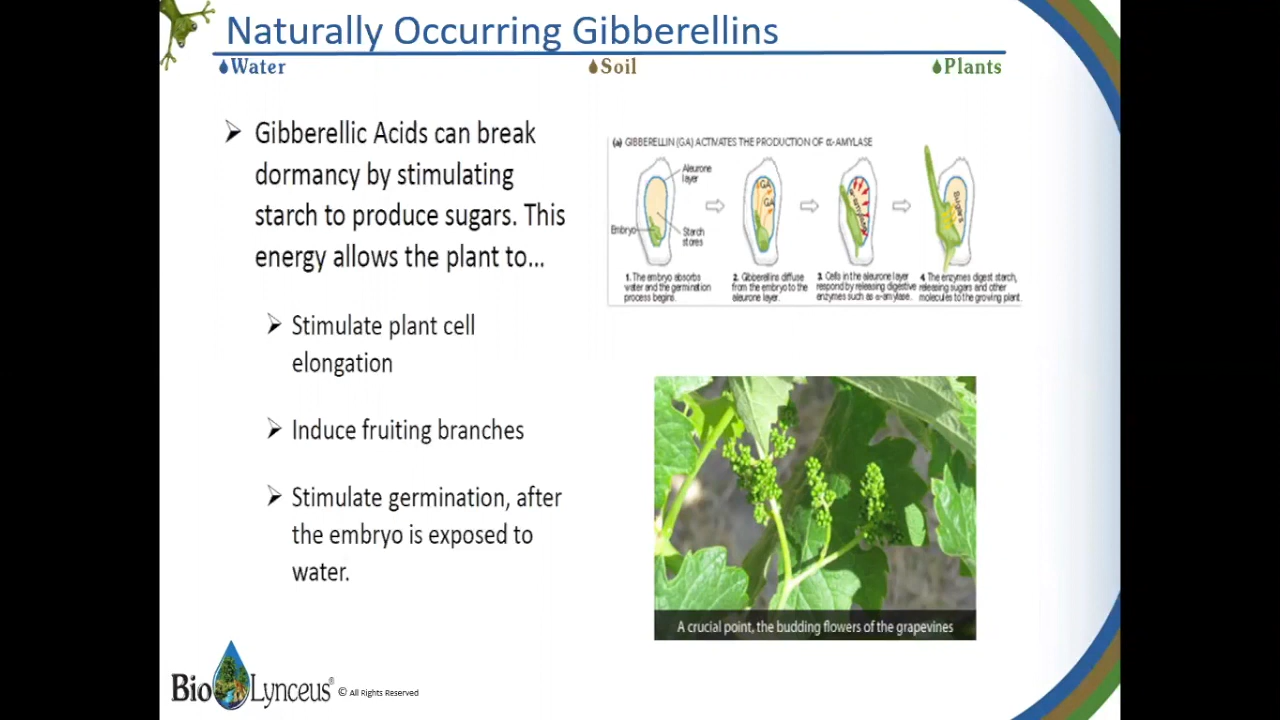 Naturally Occurring Gibberellins
Water
Soil
Plants
➢ Gibberellic Acids can break
dormancy by stimulating
starch to produce sugars. This
energy allows the plant to...
➢ Stimulate plant cell
elongation
➢ Induce fruiting branches
➢ Stimulate germination, after
the embryo is exposed to
water.
(a) GIBBERELLIN (GA) ACTIVATES THE PRODUCTION OF α-AMYLASE
Aleurone
layer
Embryo
Starch
stores
GA
GA
α-amylase
Sugars
1. The embryo absorbs
water and the germination
process begins.
2. Gibberellins diffuse
from the embryo to the
aleurone layer.
3. Cells in the aleurone layer
respond by releasing digestive
enzymes such as α-amylase.
4. The enzymes digest starch,
releasing sugars and other
molecules to the growing plant.
A crucial point, the budding flowers of the grapevines
Bio Lynceus® © All Rights Reserved